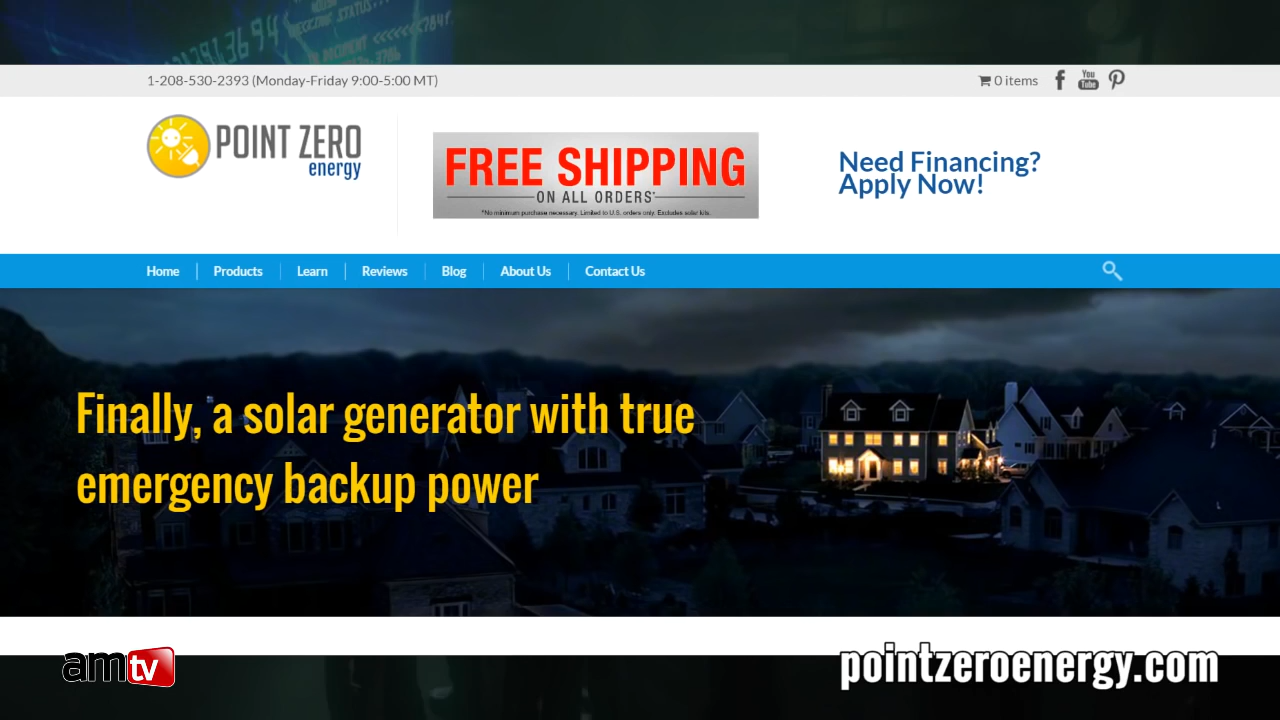 1-208-530-2393 (Monday-Friday 9:00-5:00 MT)
0 items
You
Tube
POINT ZERO
energy
FREE SHIPPING
ON ALL ORDERS*
*No minimum purchase necessary. Limited to U.S. orders only. Excludes solar kits.
Need Financing?
Apply Now!
Home Products Learn Reviews Blog About Us Contact Us
Finally, a solar generator with true
emergency backup power
amtv
pointzeroenergy.com